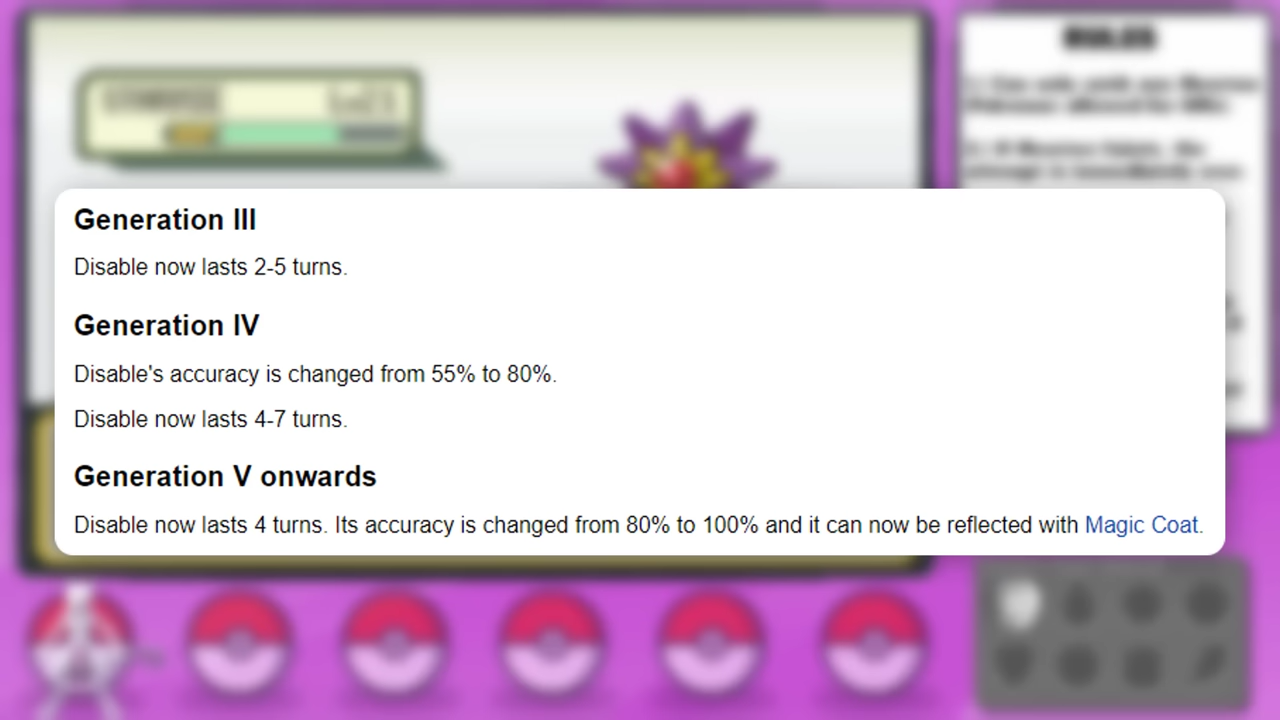 RULES
Generation III
Disable now lasts 2-5 turns.
Generation IV
Disable's accuracy is changed from 55% to 80%.
Disable now lasts 4-7 turns.
Generation V onwards
Disable now lasts 4 turns. Its accuracy is changed from 80% to 100% and it can now be reflected with Magic Coat.